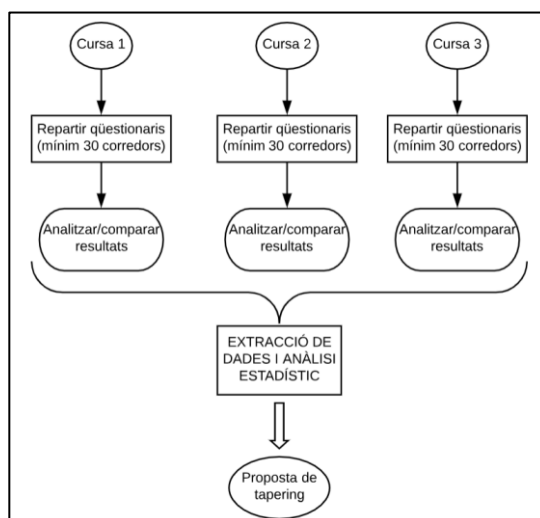 Cursa 1
Cursa 2
Cursa 3
Repartir qüestionaris
(mínim 30 corredors)
Repartir qüestionaris
(mínim 30 corredors)
Repartir qüestionaris
(mínim 30 corredors)
Analitzar/comparar
resultats
Analitzar/comparar
resultats
Analitzar/comparar
resultats
EXTRACCIÓ DE
DADES I ANÀLISI
ESTADÍSTIC
Proposta de
tapering